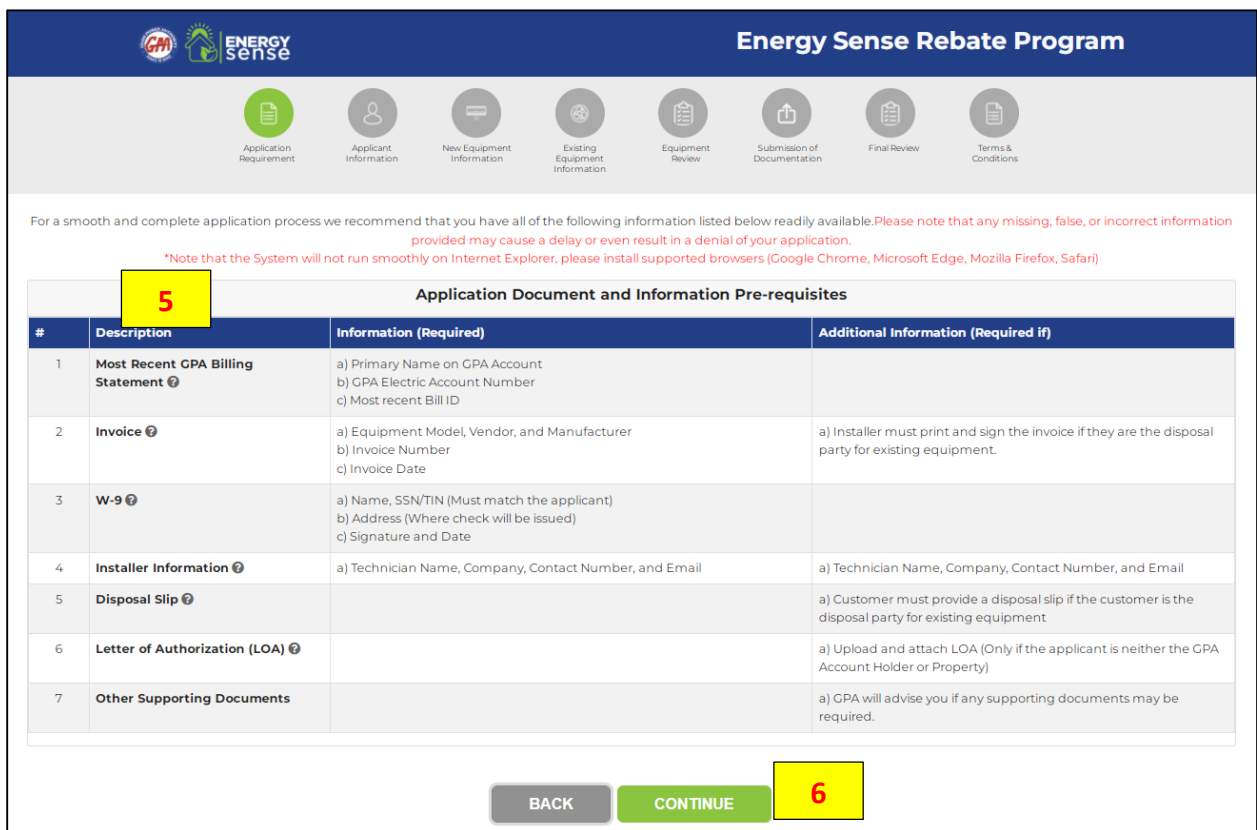 GPA
ENERGY
sense
Energy Sense Rebate Program
Application
Requirement
Applicant
Information
New Equipment
Information
Existing
Equipment
Information
Equipment
Review
Submission of
Documentation
Final Review
Terms &
Conditions
For a smooth and complete application process we recommend that you have all of the following information listed below readily available.Please note that any missing, false, or incorrect information
provided may cause a delay or even result in a denial of your application.
*Note that the System will not run smoothly on Internet Explorer, please install supported browsers (Google Chrome, Microsoft Edge, Mozilla Firefox, Safari)
5
Application Document and Information Pre-requisites
# Description Information (Required) Additional Information (Required if)
1 Most Recent GPA Billing
Statement
a) Primary Name on GPA Account
b) GPA Electric Account Number
c) Most recent Bill ID
2 Invoice
a) Equipment Model, Vendor, and Manufacturer
b) Invoice Number
c) Invoice Date
a) Installer must print and sign the invoice if they are the disposal
party for existing equipment.
3 W-9
a) Name, SSN/TIN (Must match the applicant)
b) Address (Where check will be issued)
c) Signature and Date
4 Installer Information
a) Technician Name, Company, Contact Number, and Email
a) Technician Name, Company, Contact Number, and Email
5 Disposal Slip
a) Customer must provide a disposal slip if the customer is the
disposal party for existing equipment
6 Letter of Authorization (LOA)
a) Upload and attach LOA (Only if the applicant is neither the GPA
Account Holder or Property)
7 Other Supporting Documents
a) GPA will advise you if any supporting documents may be
required.
BACK
CONTINUE
6